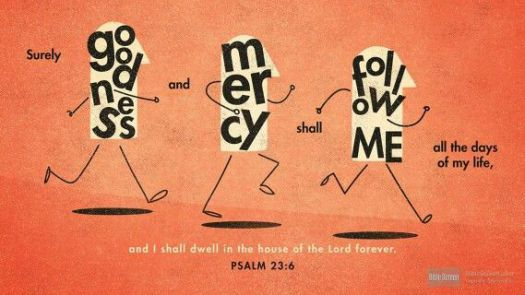 Surely
goodness
and
mercy
shall
follow
ME
all the days
of my life,
and I shall dwell in the house of the Lord forever.
PSALM 23:6